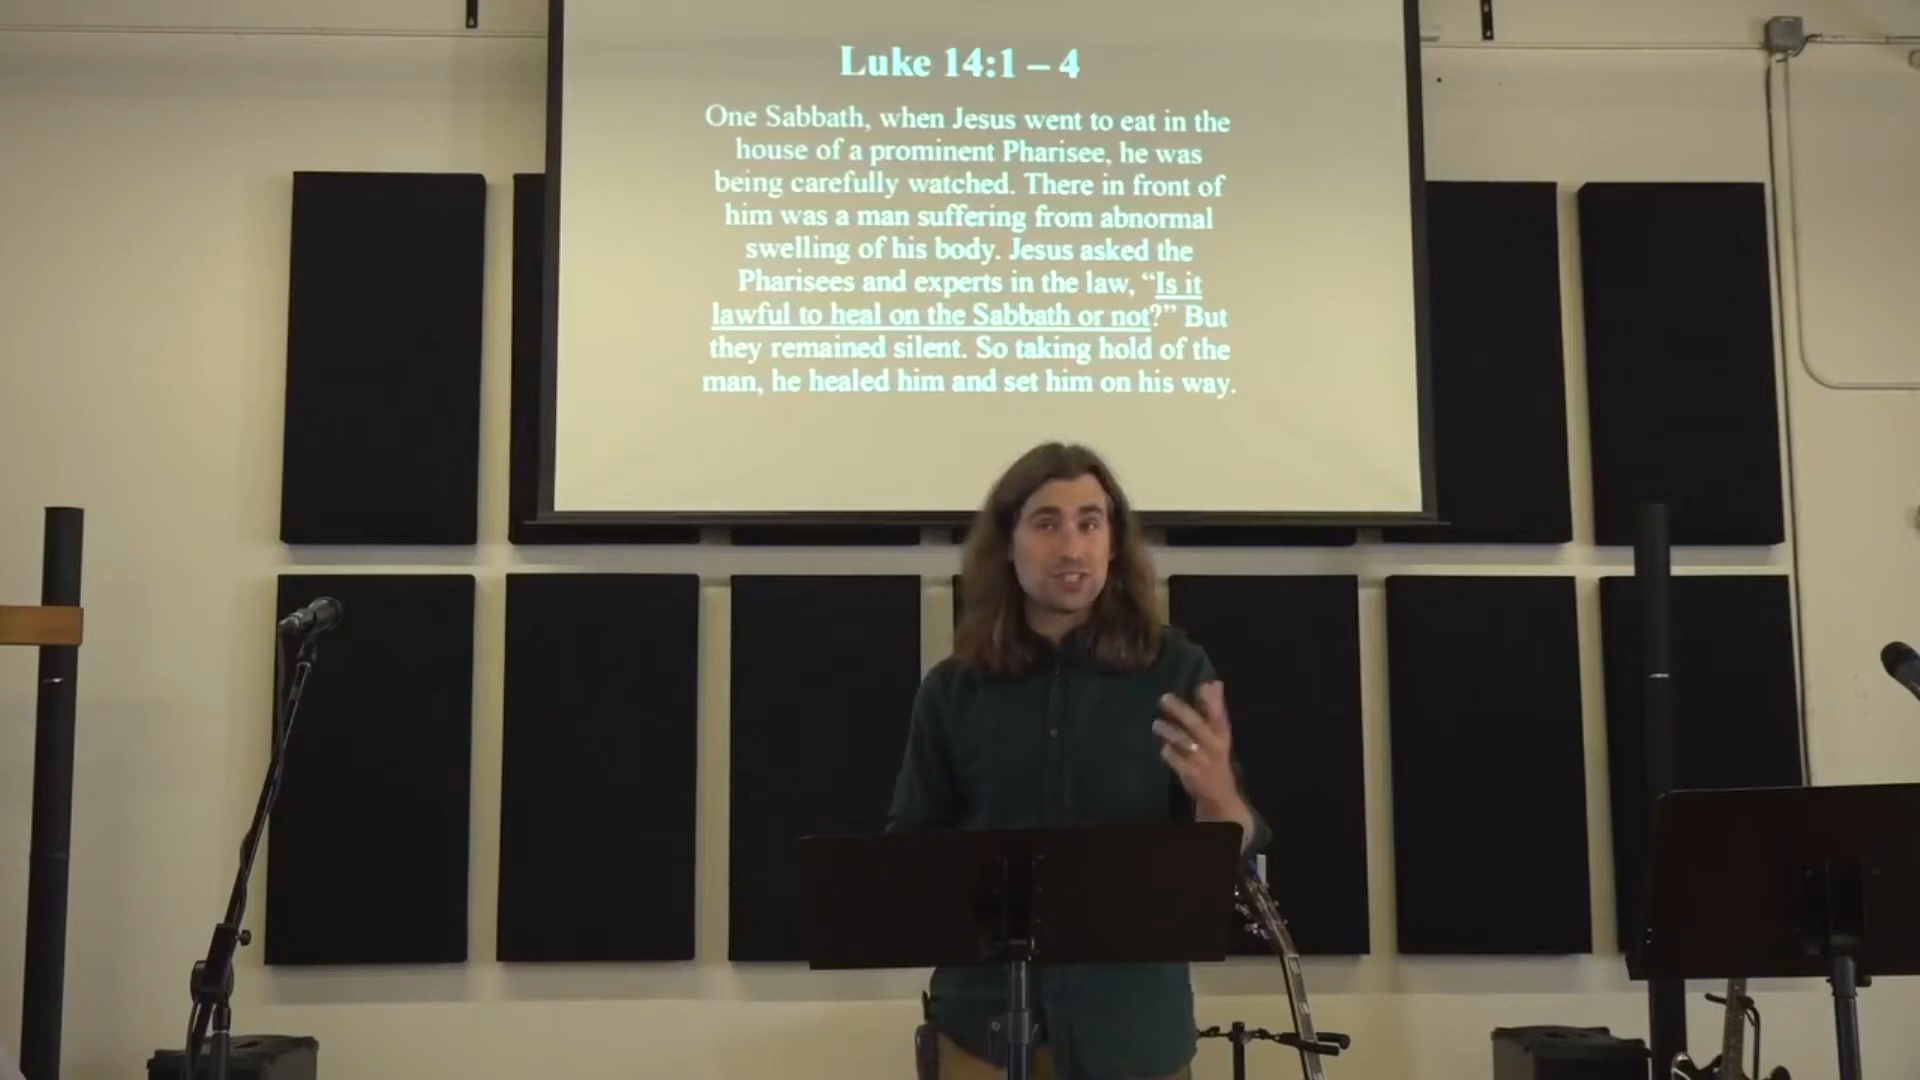 Luke 14:1 – 4
One Sabbath, when Jesus went to eat in the
house of a prominent Pharisee, he was
being carefully watched. There in front of
him was a man suffering from abnormal
swelling of his body. Jesus asked the
Pharisees and experts in the law, “Is it
lawful to heal on the Sabbath or not?” But
they remained silent. So taking hold of the
man, he healed him and set him on his way.